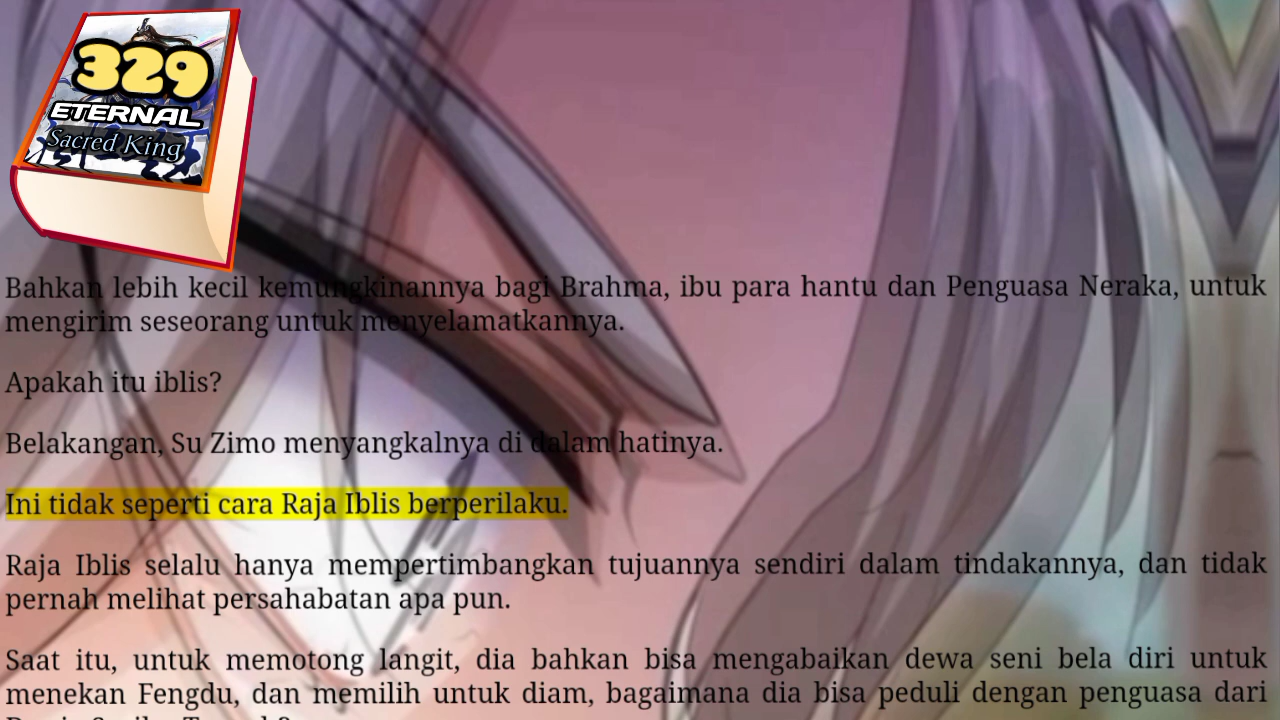 329
ETERNAL
Sacred King
Bahkan lebih kecil kemungkinannya bagi Brahma, ibu para hantu dan Penguasa Neraka, untuk
mengirim seseorang untuk menyelamatkannya.
Apakah itu iblis?
Belakangan, Su Zimo menyangkalnya di dalam hatinya.
Ini tidak seperti cara Raja Iblis berperilaku.
Raja Iblis selalu hanya mempertimbangkan tujuannya sendiri dalam tindakannya, dan tidak
pernah melihat persahabatan apa pun.
Saat itu, untuk memotong langit, dia bahkan bisa mengabaikan dewa seni bela diri untuk
menekan Fengdu, dan memilih untuk diam, bagaimana dia bisa peduli dengan penguasa dari